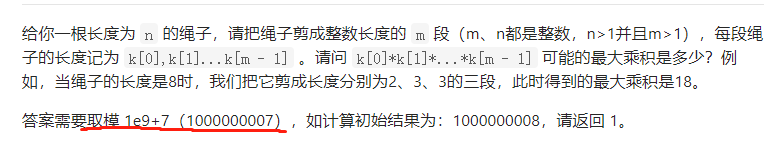 给你一根长度为 n 的绳子，请把绳子剪成整数长度的 m 段（m、n都是整数，n>1并且m>1），每段绳
子的长度记为 k[0],k[1]...k[m - 1] 。请问 k[0]*k[1]*...*k[m - 1] 可能的最大乘积是多少？例
如，当绳子的长度是8时，我们把它剪成长度分别为2、3、3的三段，此时得到的最大乘积是18。
答案需要取模 1e9+7（1000000007），如计算初始结果为：1000000008，请返回 1。